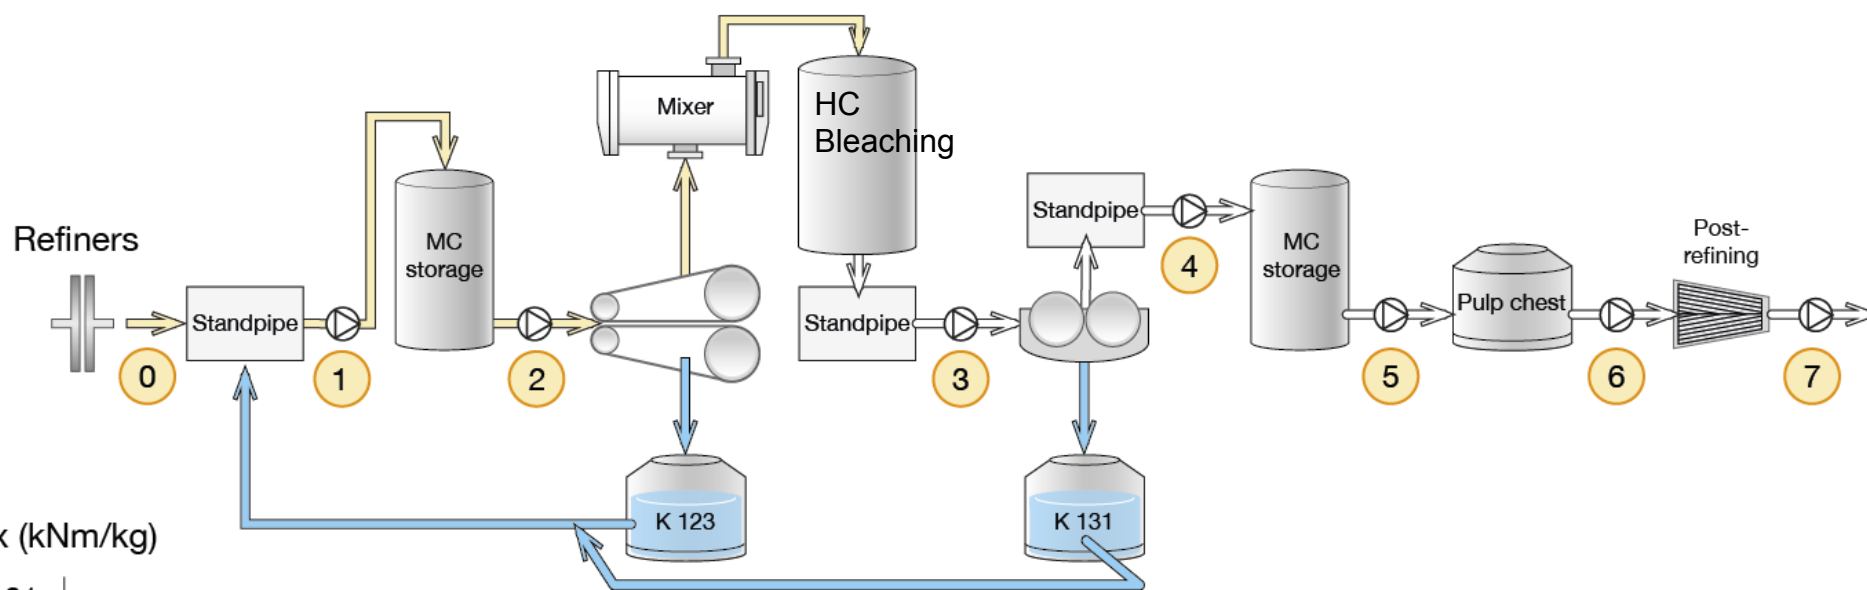 Mixer
HC
Bleaching
Refiners
Standpipe
MC
storage
Standpipe
Standpipe
MC
storage
Pulp chest
Post-
refining
0
1
2
3
4
5
6
7
K 123
K 131
x (kNm/kg)